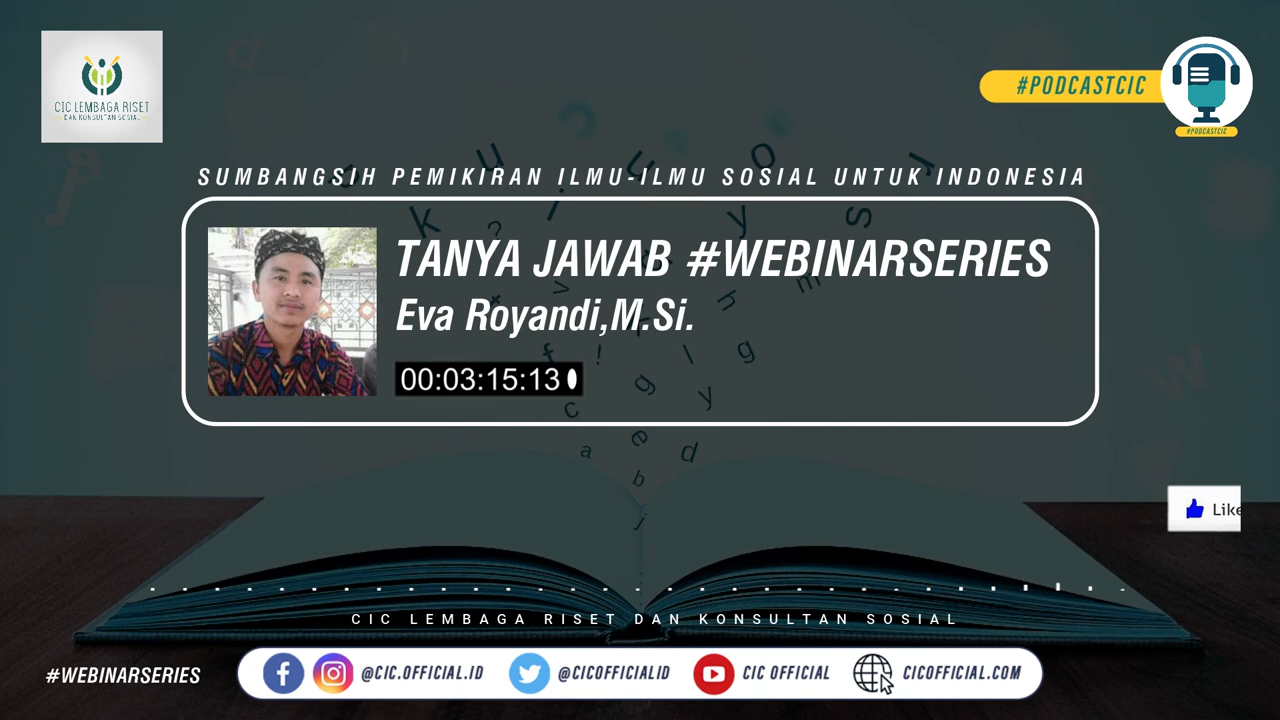 CIC LEMBAGA RISET
DAN KONSULTAN SOSIAL
#PODCASTCIC
#PODCASTCIC
SUMBANGSIH PEMIKIRAN ILMU-ILMU SOSIAL UNTUK INDONESIA
TANYA JAWAB #WEBINARSERIES
Eva Royandi,M.Si.
00:03:15:13
Like
CIC LEMBAGA RISET DAN KONSULTAN SOSIAL
#WEBINARSERIES
@CIC.OFFICIAL.ID
@CICOFFICIALID
CIC OFFICIAL
CICOFFICIAL.COM